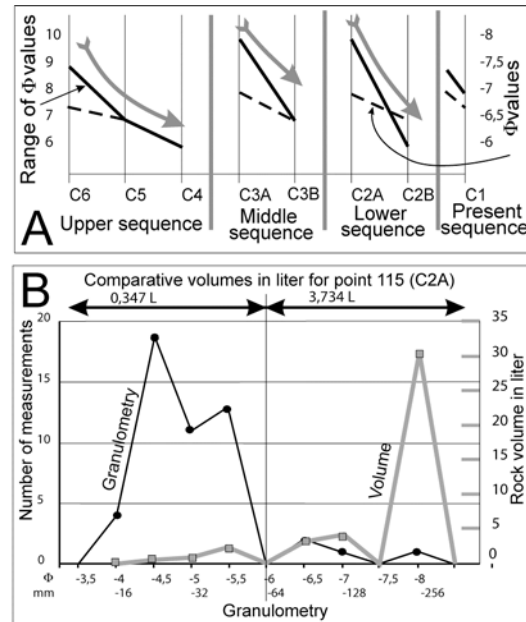 10
9
8
7
6
Range of Φ values
-8
-7
-6,5
-6
Φ values
C6 C5 C4 C3A C3B C2A C2B C1
Upper sequence
Middle sequence
Lower sequence
Present sequence
A
B
Comparative volumes in liter for point 115 (C2A)
0,347 L 3,734 L
20
15
10
5
0
Number of measurements
35
30
25
20
15
10
5
0
Rock volume in liter
Granulometry
Volume
Φ -3,5 -4 -4,5 -5 -5,5 -6 -6,5 -7 -7,5 -8
mm -16 -32 -64 -128 -256
Granulometry